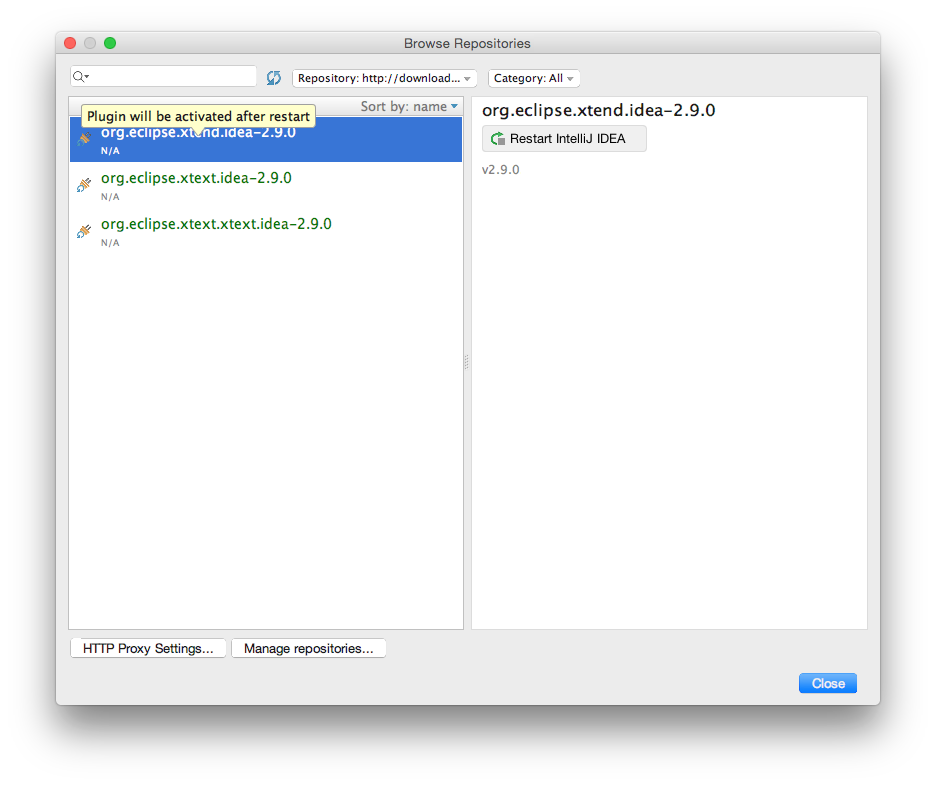 Browse Repositories
Repository: http://download...
Category: All
Sort by: name
Plugin will be activated after restart
org.eclipse.xtend.idea-2.9.0
N/A
org.eclipse.xtext.idea-2.9.0
N/A
org.eclipse.xtext.xtext.idea-2.9.0
N/A
org.eclipse.xtend.idea-2.9.0
Restart IntelliJ IDEA
v2.9.0
HTTP Proxy Settings...
Manage repositories...
Close